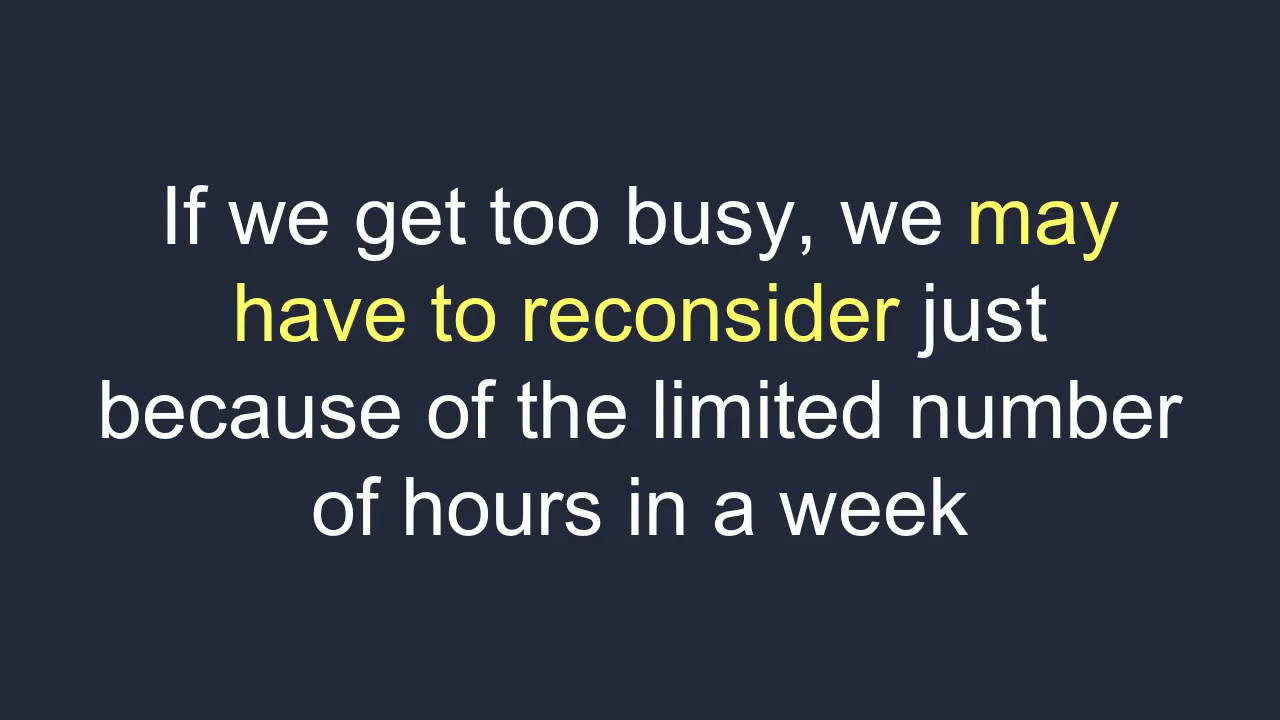 If we get too busy, we may
have to reconsider just
because of the limited number
of hours in a week